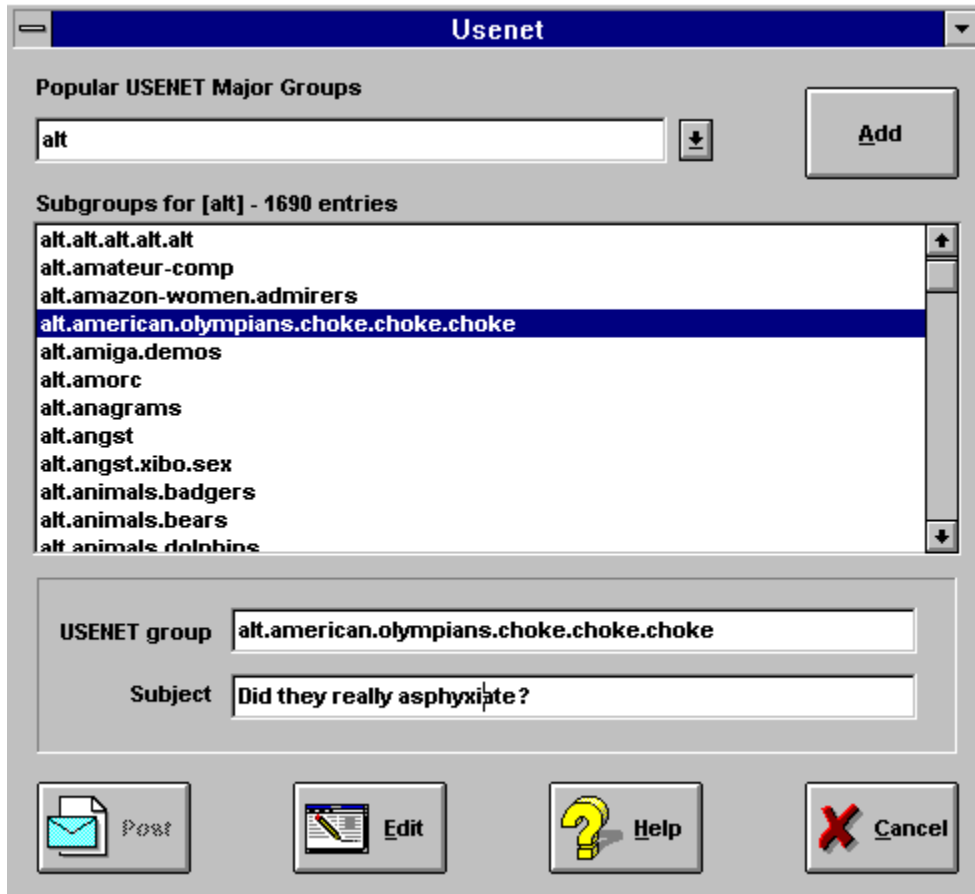 Usenet
Popular USENET Major Groups
alt
Add
Subgroups for [alt] - 1690 entries
alt.alt.alt.alt.alt
alt.amateur-comp
alt.amazon-women.admirers
alt.american.olympians.choke.choke.choke
alt.amiga.demos
alt.amorc
alt.anagrams
alt.angst
alt.angst.xibo.sex
alt.animals.badgers
alt.animals.bears
alt.animals.dolphins
USENET group alt.american.olympians.choke.choke.choke
Subject Did they really asphyxiate?
Post Edit Help Cancel